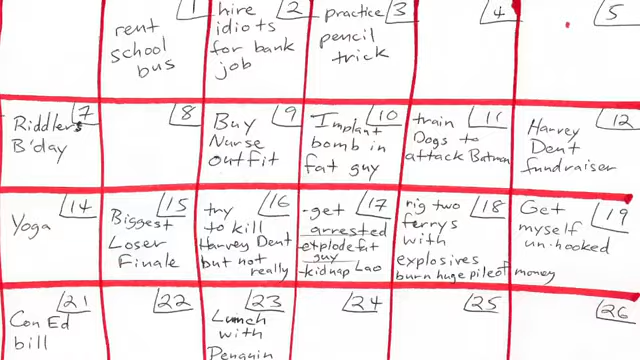 1
rent
school
bus
2
hire
idiots
for bank
job
3
practice
pencil
trick
4
5
7
Riddler's
B'day
8
9
Buy
Nurse
outfit
10
Implant
bomb in
fat guy
11
train
Dogs to
attack Batman
12
Harvey
Dent
fundraiser
14
Yoga
15
Biggest
Loser
Finale
16
try
to kill
Harvey Dent
but not
really
17
-get
arrested
-explode fat
guy
-kidnap Lao
18
rig two
ferrys
with
explosives
burn huge pile of money
19
Get
myself
un-hooked
21
Con Ed
bill
22
23
Lunch
with
Penguin
24
25
26